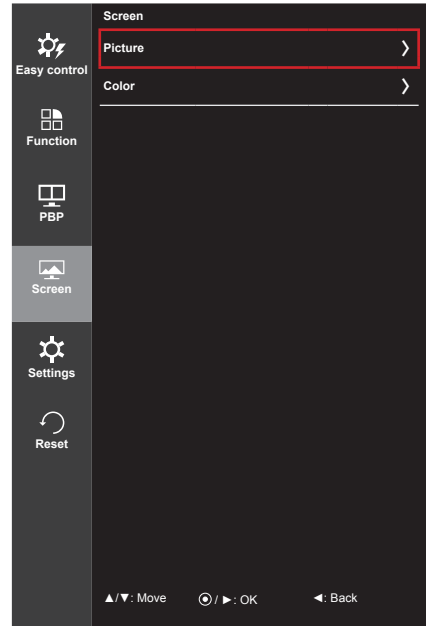 Easy control
Function
PBP
Screen
Settings
Reset
Screen
Picture
Color
▲/▼: Move
⦿ / ►: OK
◄: Back